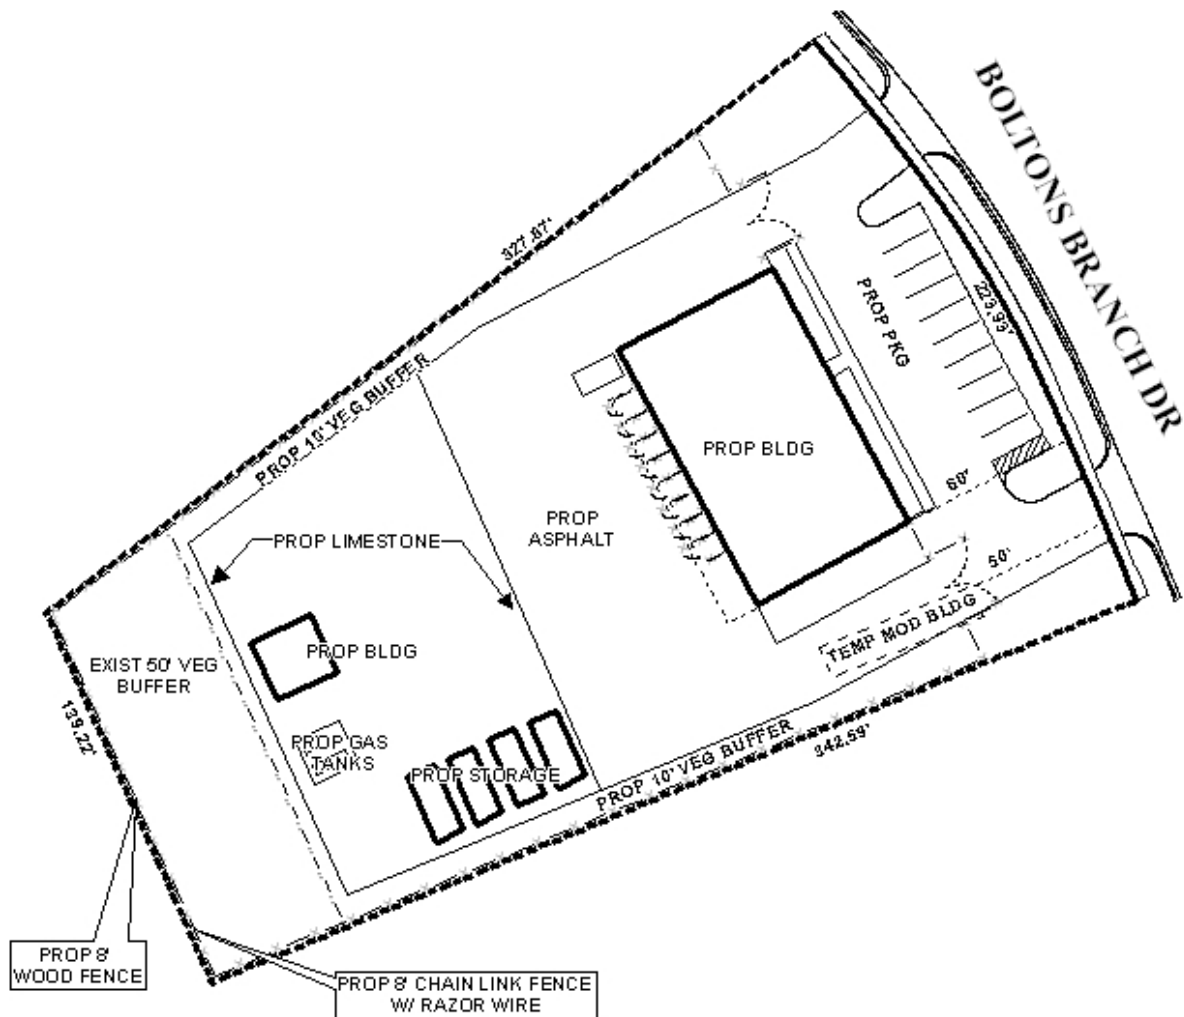 BOLTONS BRANCH DR
327.87'
223.93'
PROP PKG
PROP 10' VEG BUFFER
PROP BLDG
60'
PROP
ASPHALT
PROP LIMESTONE
50'
TEMP MOD BLDG
PROP BLDG
EXIST 50' VEG
BUFFER
139.22'
PROP GAS
TANKS
PROP STORAGE
PROP 10' VEG BUFFER
342.59'
PROP 8'
WOOD FENCE
PROP 8' CHAIN LINK FENCE
W/ RAZOR WIRE